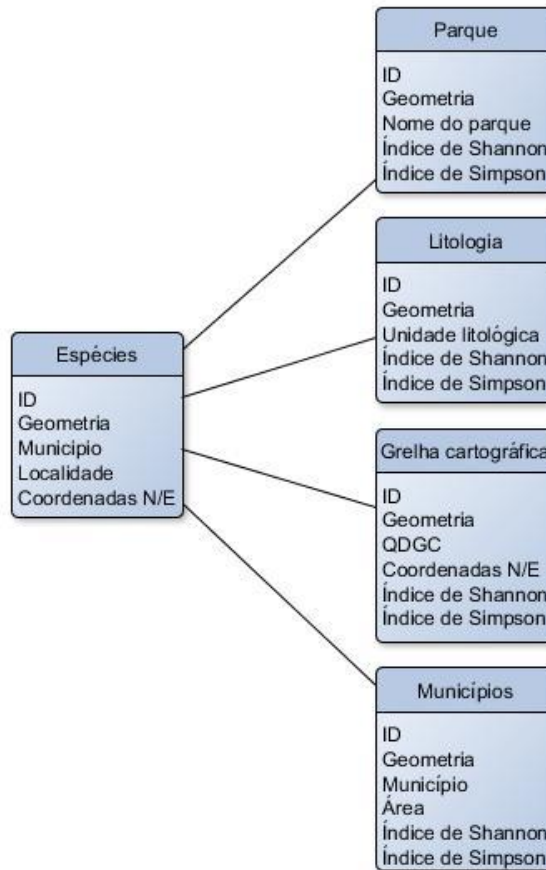 Parque
ID
Geometria
Nome do parque
Índice de Shannon
Índice de Simpson
Litologia
ID
Geometria
Unidade litológica
Índice de Shannon
Índice de Simpson
Espécies
ID
Geometria
Municipio
Localidade
Coordenadas N/E
Grelha cartográfica
ID
Geometria
QDGC
Coordenadas N/E
Índice de Shannon
Índice de Simpson
Municípios
ID
Geometria
Município
Área
Índice de Shannon
Índice de Simpson